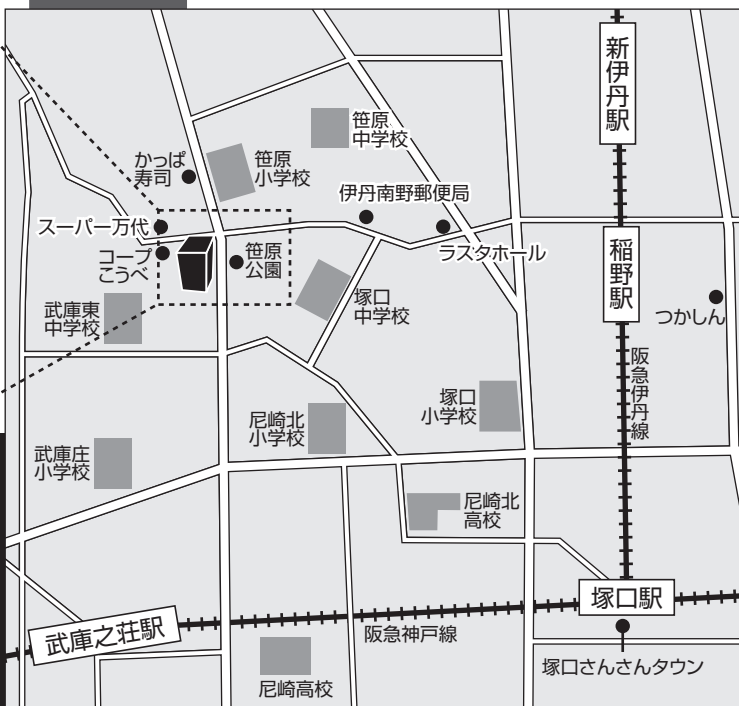 新伊丹駅
笹原
中学校
かっぱ
寿司
笹原
小学校
伊丹南野郵便局
スーパー万代
ラスタホール
コープ
こうべ
笹原
公園
稲野駅
塚口
中学校
武庫東
中学校
つかしん
阪急伊丹線
塚口
小学校
尼崎北
小学校
武庫庄
小学校
尼崎北
高校
塚口駅
武庫之荘駅
阪急神戸線
塚口さんさんタウン
尼崎高校